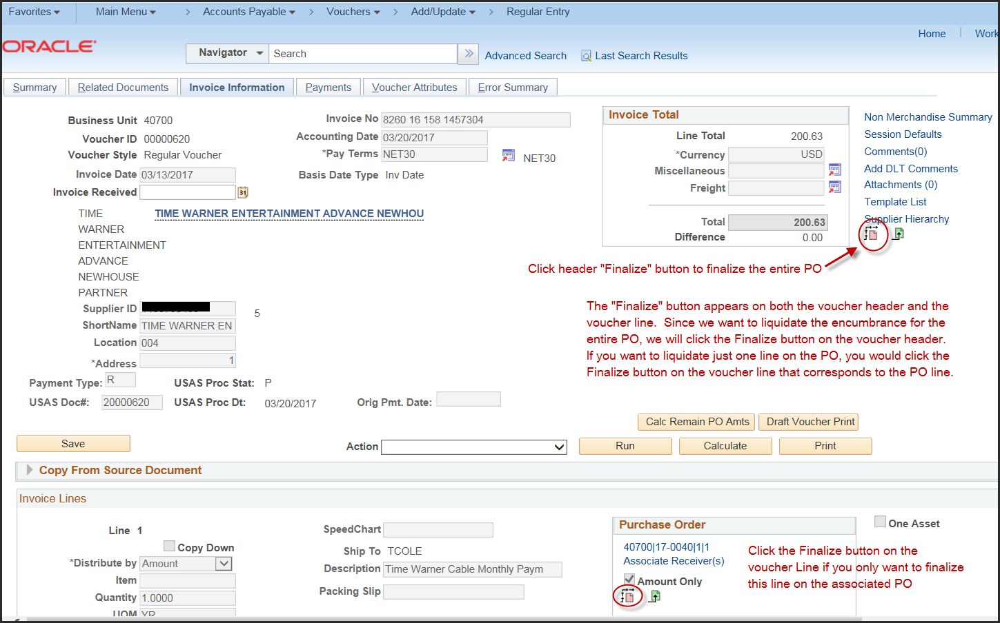 Favorites Main Menu > Accounts Payable > Vouchers > Add/Update > Regular Entry
Home Work
ORACLE
Navigator Search >> Advanced Search Last Search Results
Summary Related Documents Invoice Information Payments Voucher Attributes Error Summary
Business Unit 40700
Voucher ID 00000620
Voucher Style Regular Voucher
Invoice Date 03/13/2017
Invoice Received 31
Invoice No 8260 16 158 1457304
Accounting Date 03/20/2017
*Pay Terms NET30 NET30
Basis Date Type Inv Date
Invoice Total
Line Total 200.63
*Currency USD
Miscellaneous
Freight
Total 200.63
Difference 0.00
Non Merchandise Summary
Session Defaults
Comments(0)
Add DLT Comments
Attachments (0)
Template List
Supplier Hierarchy
TIME
WARNER
ENTERTAINMENT
ADVANCE
NEWHOUSE
PARTNER
TIME WARNER ENTERTAINMENT ADVANCE NEWHOU
Click header "Finalize" button to finalize the entire PO
The "Finalize" button appears on both the voucher header and the
voucher line. Since we want to liquidate the encumbrance for the
entire PO, we will click the Finalize button on the voucher header.
If you want to liquidate just one line on the PO, you would click the
Finalize button on the voucher line that corresponds to the PO line.
Supplier ID 5
ShortName TIME WARNER EN
Location 004
*Address 1
Payment Type: R USAS Proc Stat: P
USAS Doc#: 20000620 USAS Proc Dt: 03/20/2017 Orig Pmt. Date:
Calc Remain PO Amts Draft Voucher Print
Save Action Run Calculate Print
Copy From Source Document
Invoice Lines
Line 1
Copy Down
*Distribute by Amount
Item
Quantity 1.0000
UOM YR
SpeedChart
Ship To TCOLE
Description Time Warner Cable Monthly Paym
Packing Slip
Purchase Order
40700|17-0040|1|1
Associate Receiver(s)
Amount Only
One Asset
Click the Finalize button on the
voucher Line if you only want to finalize
this line on the associated PO